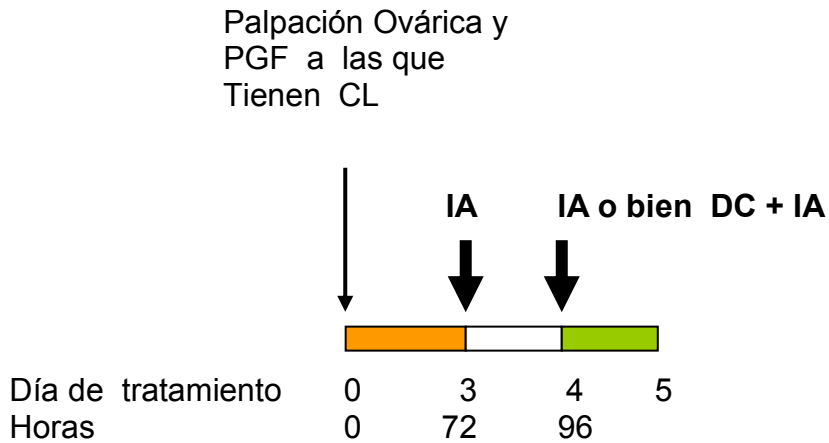 Palpación Ovárica y
PGF a las que
Tienen CL
IA
IA o bien DC + IA
Día de tratamiento 0 3 4 5
Horas 0 72 96